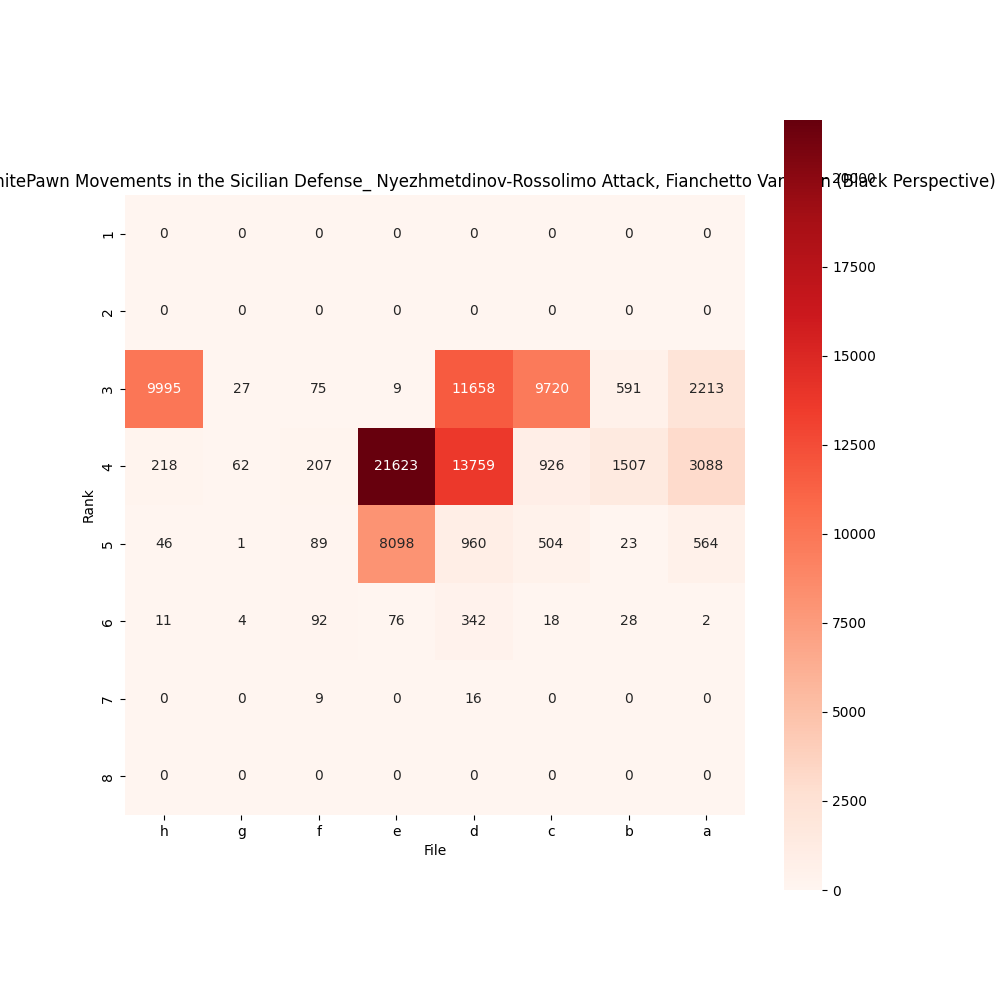 nitePawn Movements in the Sicilian Defense_ Nyezhmetdinov-Rossolimo Attack, Fianchetto Var n (Black Perspective)
20000
1 0 0 0 0 0 0 0 0
2 0 0 0 0 0 0 0 0
17500
15000
3 9995 27 75 9 11658 9720 591 2213
12500
4 218 62 207 21623 13759 926 1507 3088
Rank
10000
5 46 1 89 8098 960 504 23 564
7500
6 11 4 92 76 342 18 28 2
7 0 0 9 0 16 0 0 0
5000
8 0 0 0 0 0 0 0 0
2500
h g f e d c b a
File
0